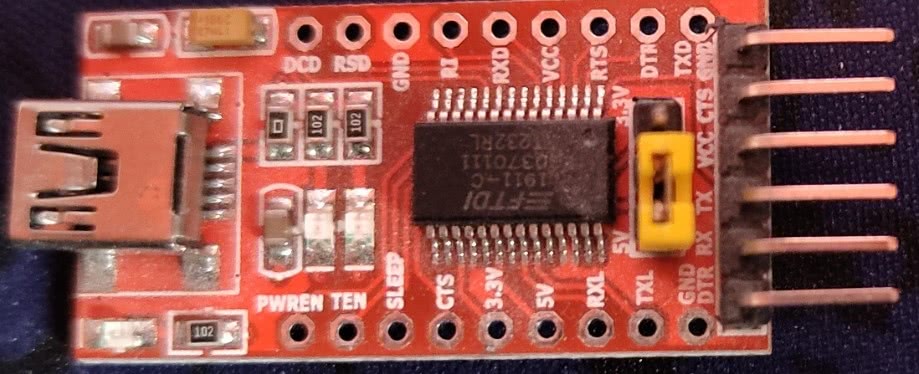 DCD RSD GND RI RXD VCC RTS DTR TXD
GND CTS VCC TX RX DTR
3.3V
5V
102
102
FTDI
1911-C
0370111
232RL
PWREN TEN SLEEP CTS 3.3V 5V RXL TXL GND
102